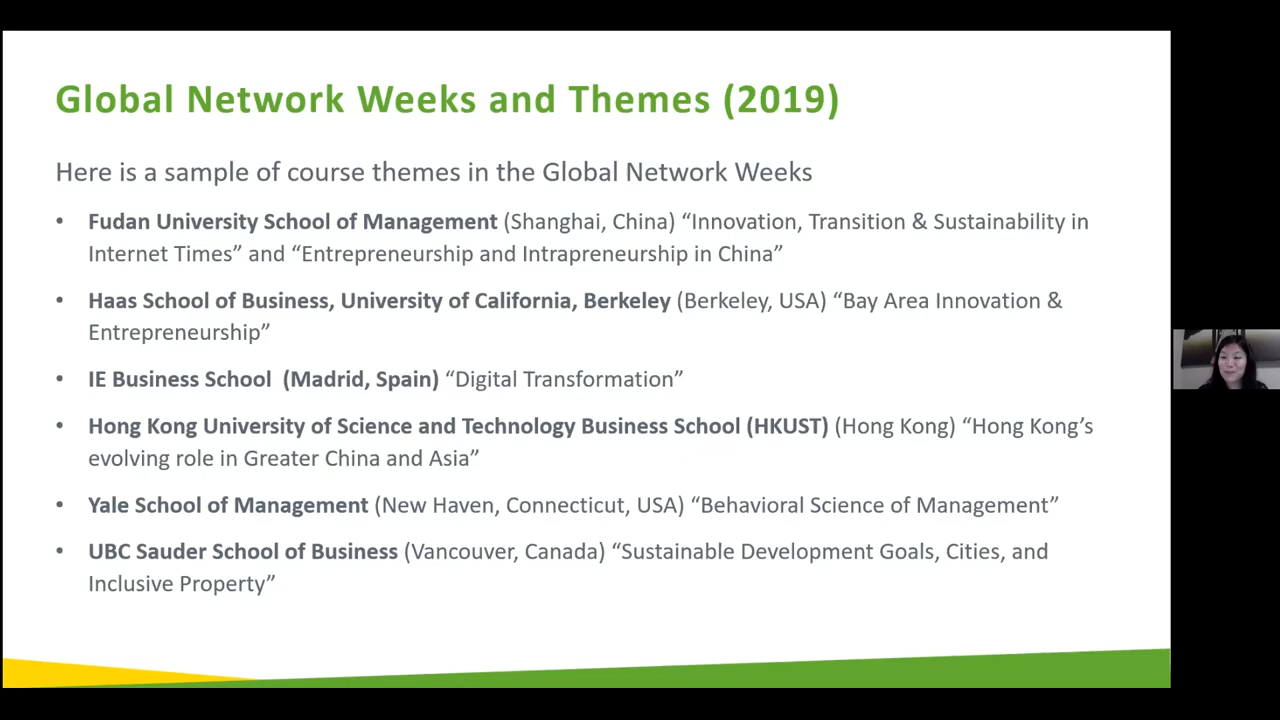 Global Network Weeks and Themes (2019)
Here is a sample of course themes in the Global Network Weeks
• Fudan University School of Management (Shanghai, China) “Innovation, Transition & Sustainability in
Internet Times” and “Entrepreneurship and Intrapreneurship in China”
• Haas School of Business, University of California, Berkeley (Berkeley, USA) “Bay Area Innovation &
Entrepreneurship”
• IE Business School  (Madrid, Spain) “Digital Transformation”
• Hong Kong University of Science and Technology Business School (HKUST) (Hong Kong) “Hong Kong’s
evolving role in Greater China and Asia”
• Yale School of Management (New Haven, Connecticut, USA) “Behavioral Science of Management”
• UBC Sauder School of Business (Vancouver, Canada) “Sustainable Development Goals, Cities, and
Inclusive Property”